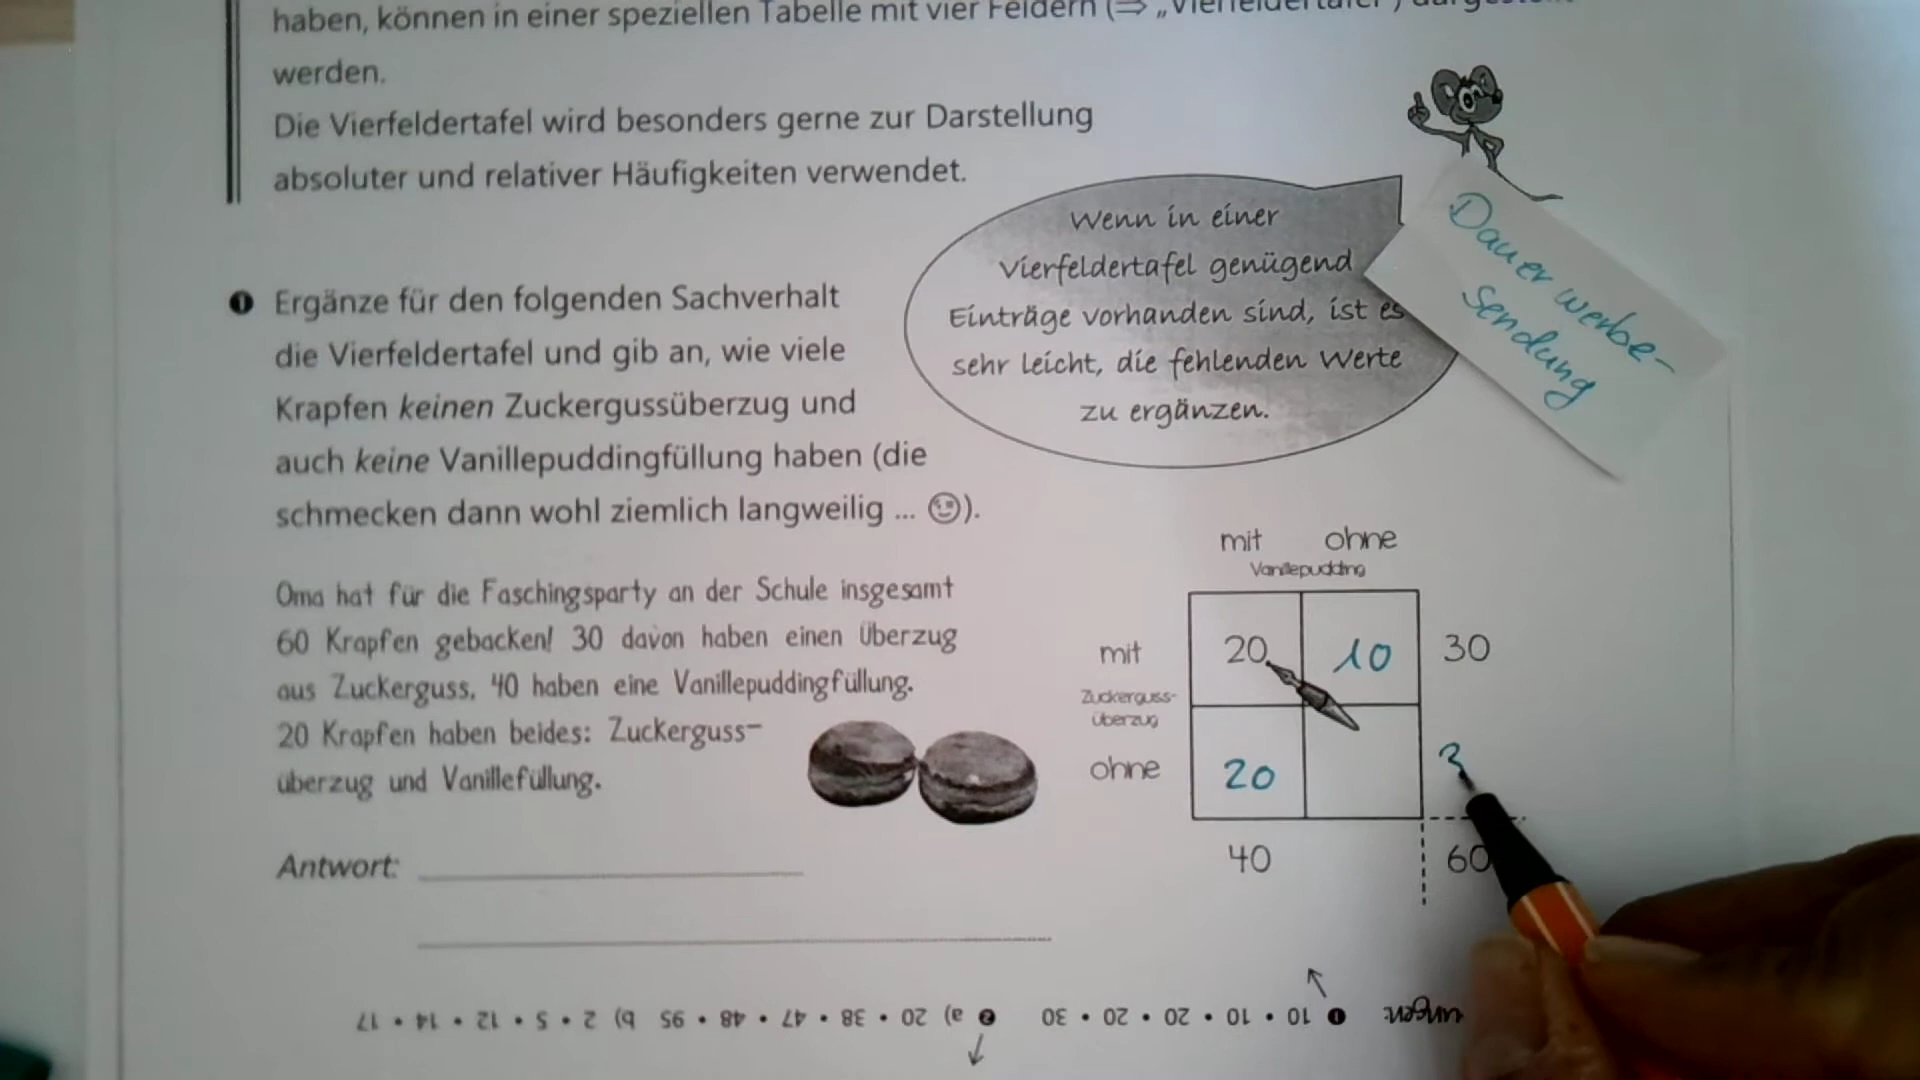 haben, können in einer speziellen Tabelle mit vier Feldern (⇒ „Vierfeldertafel")
werden.
Die Vierfeldertafel wird besonders gerne zur Darstellung
absoluter und relativer Häufigkeiten verwendet.
Wenn in einer
Vierfeldertafel genügend
Einträge vorhanden sind, ist es
sehr leicht, die fehlenden Werte
zu ergänzen.
Dauerwerbe-
sendung
❶ Ergänze für den folgenden Sachverhalt
die Vierfeldertafel und gib an, wie viele
Krapfen keinen Zuckergussüberzug und
auch keine Vanillepuddingfüllung haben (die
schmecken dann wohl ziemlich langweilig ... 😉).
Oma hat für die Faschingsparty an der Schule insgesamt
60 Krapfen gebacken! 30 davon haben einen Überzug
aus Zuckerguss, 40 haben eine Vanillepuddingfüllung.
20 Krapfen haben beides: Zuckerguss-
überzug und Vanillefüllung.
Antwort:
mit ohne
Vanillepudding
mit 20 10 30
Zuckerguss-
überzug
ohne 20 3
40 60
❶ 10 • 10 • 20 • 20 • 30 ❷ a) 20 • 38 • 47 • 48 • 95 b) 2 • 5 • 12 • 14 • 17